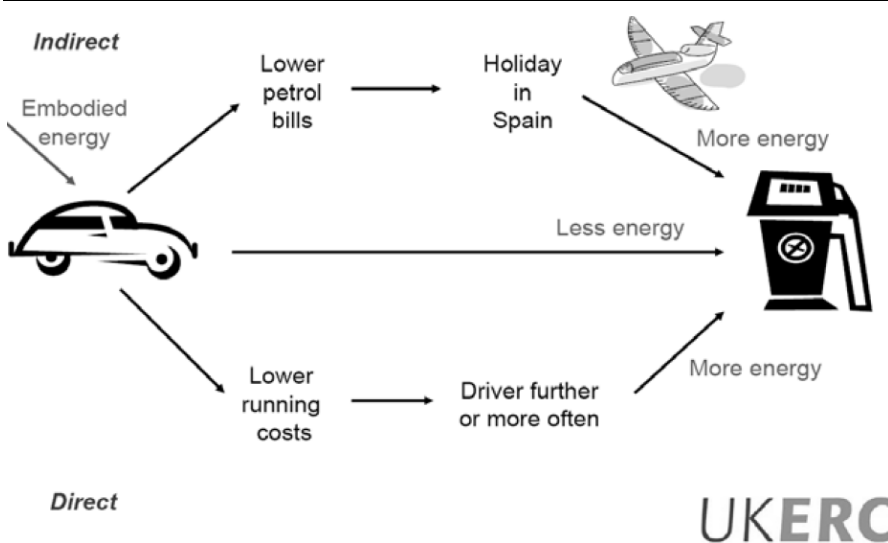 Indirect
Embodied
energy
Lower
petrol
bills
Holiday
in
Spain
More energy
Less energy
Lower
running
costs
Driver further
or more often
More energy
Direct
UKERC